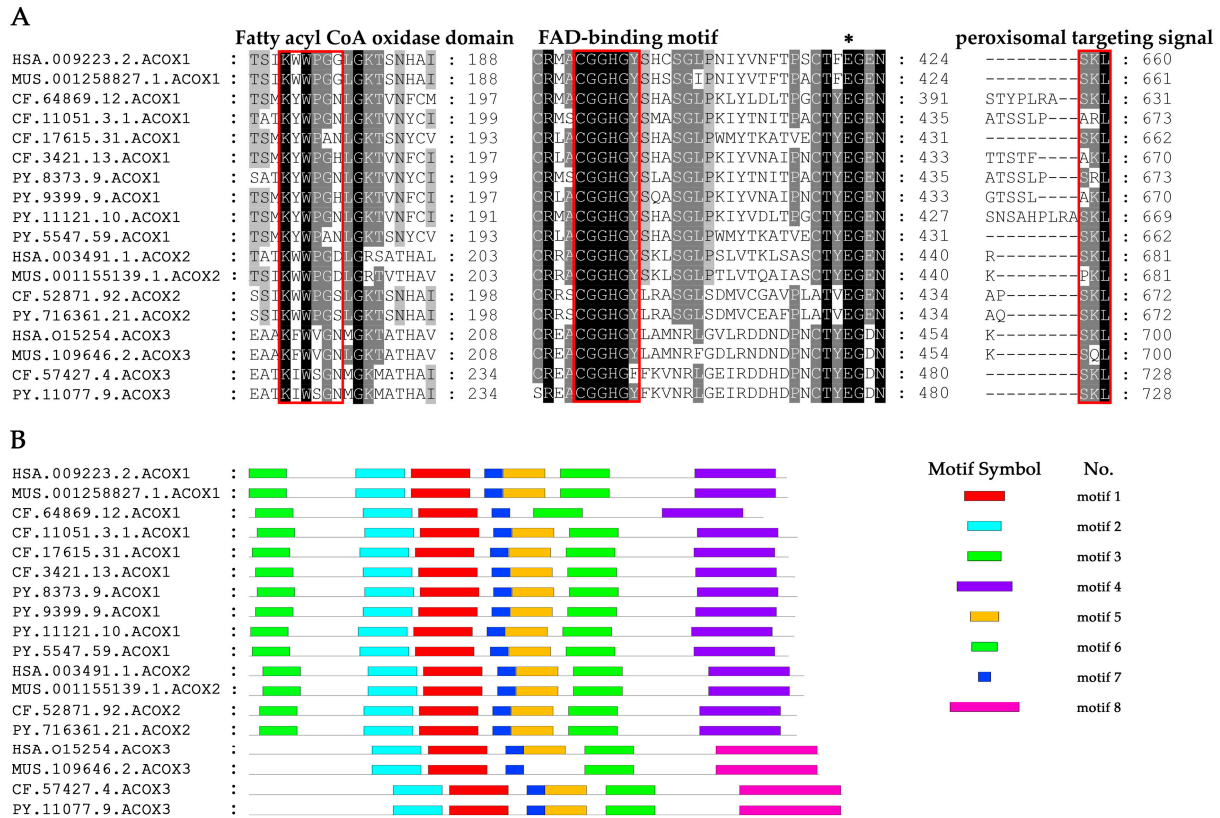 A
Fatty acyl CoA oxidase domain FAD-binding motif * peroxisomal targeting signal
HSA.009223.2.ACOX1 : TSIKWWPGGLGKTSNHAI : 188 CRMACGGHGYSHCSGLPNIYVNFTPSCTFEGEN : 424 ----------SKL : 660
MUS.001258827.1.ACOX1 : TSIKWWPGGLGKTSNHAI : 188 CRMACGGHGYSHSSGIPNIYVTFTPACTFEGEN : 424 ----------SKL : 661
CF.64869.12.ACOX1 : TSMKYWPGNLGKTVNFCM : 197 CRMACGGHGYSHASGLPKLYLDLTPGCTYEGEN : 391 STYPLRA---SKL : 631
CF.11051.3.1.ACOX1 : TATKYWPGNLGKTVNYCI : 199 CRMSCGGHGYSMASGLPKIYTNITPACTYEGEN : 435 ATSSLP----ARL : 673
CF.17615.31.ACOX1 : TSMKYWPANLGKTSNYCV : 193 CRLACGGHGYLHSSGLPWMYTKATVECTYEGEN : 431 ----------SKL : 662
CF.3421.13.ACOX1 : TSMKYWPGHLGKTVNFCI : 197 CRMACGGHGYSHSSGLPKIYVNAIPNCTYEGEN : 433 TTSTF-----AKL : 670
PY.8373.9.ACOX1 : SATKYWPGNLGKTVNYCI : 199 CRMSCGGHGYSLASGLPKIYTNITPACTYEGEN : 435 ATSSLP----SRL : 673
PY.9399.9.ACOX1 : TSMKYWPGHLGKTVNFCI : 197 CRLACGGHGYSQASGLPKIYVNAIPNCTYEGEN : 433 GTSSL-----AKL : 670
PY.11121.10.ACOX1 : TSMKYWPGNLGKTVNFCI : 191 CRMACGGHGYSHASGLPKIYVDLTPGCTYEGEN : 427 SNSAHPLRASKL : 669
PY.5547.59.ACOX1 : TSMKYWPANLGKTSNYCV : 193 CRLACGGHGYSLSSGLPWMYTKATVECTYEGEN : 431 ----------SKL : 662
HSA.003491.1.ACOX2 : TATKWWPGDLGRSATHAL : 203 CRRACGGHGYSKLSGLPSLVTKLSASCTYEGEN : 440 R---------SKL : 681
MUS.001155139.1.ACOX2 : TSIKWWPGDLGRTVTHAV : 203 CRRACGGHGYSKLSGLPTLVTQAIASCTYEGEN : 440 K---------PKL : 681
CF.52871.92.ACOX2 : SSIKWWPGSLGKTSNHAI : 198 CRRSCGGHGYLRASGLSDMVCGAVPLATVEGEN : 434 AP--------SKL : 672
PY.716361.21.ACOX2 : SSIKWWPGSLGKTSNHAI : 198 CRRSCGGHGYLRASGLSDMVCEAFPLATVEGEN : 434 AQ--------SKL : 672
HSA.O15254.ACOX3 : EAAKFWVGNMGKTATHAV : 208 CREACGGHGYLAMNRLGVLRDDNDPNCTYEGDN : 454 K---------SKL : 700
MUS.109646.2.ACOX3 : EAAKFWVGNLGKTATHAV : 208 CREACGGHGYLAMNRFGDLRNDNDPNCTYEGDN : 454 K---------SQL : 700
CF.57427.4.ACOX3 : EATKIWSGNMGKMATHAI : 234 CREACGGHGFFKVNRLGEIRDDHDPNCTYEGDN : 480 ----------SKL : 728
PY.11077.9.ACOX3 : EATKIWSGNMGKMATHAI : 234 SREACGGHGYFKVNRLGEIRDDHDPNCTYEGDN : 480 ----------SKL : 728
B
Motif Symbol No.
HSA.009223.2.ACOX1 :
MUS.001258827.1.ACOX1 :
CF.64869.12.ACOX1 :
CF.11051.3.1.ACOX1 :
CF.17615.31.ACOX1 :
CF.3421.13.ACOX1 :
PY.8373.9.ACOX1 :
PY.9399.9.ACOX1 :
PY.11121.10.ACOX1 :
PY.5547.59.ACOX1 :
HSA.003491.1.ACOX2 :
MUS.001155139.1.ACOX2 :
CF.52871.92.ACOX2 :
PY.716361.21.ACOX2 :
HSA.O15254.ACOX3 :
MUS.109646.2.ACOX3 :
CF.57427.4.ACOX3 :
PY.11077.9.ACOX3 :
motif 1
motif 2
motif 3
motif 4
motif 5
motif 6
motif 7
motif 8